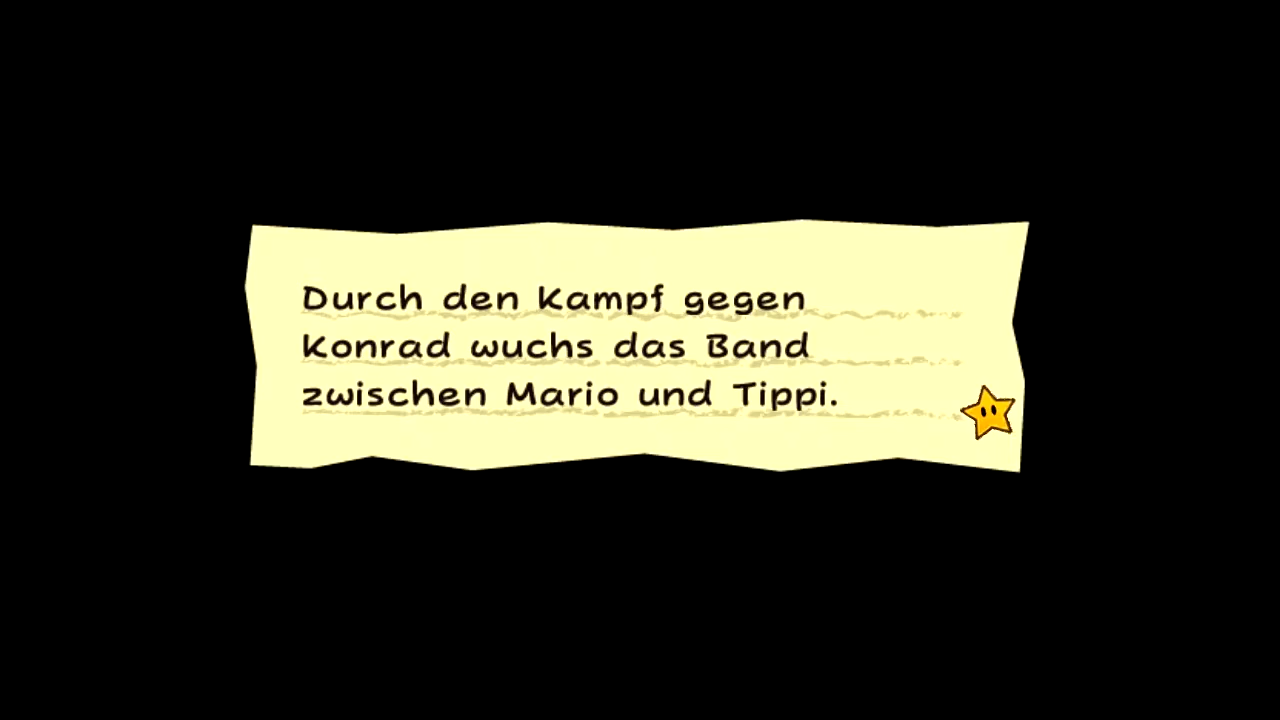 Durch den Kampf gegen
Konrad wuchs das Band
zwischen Mario und Tippi.